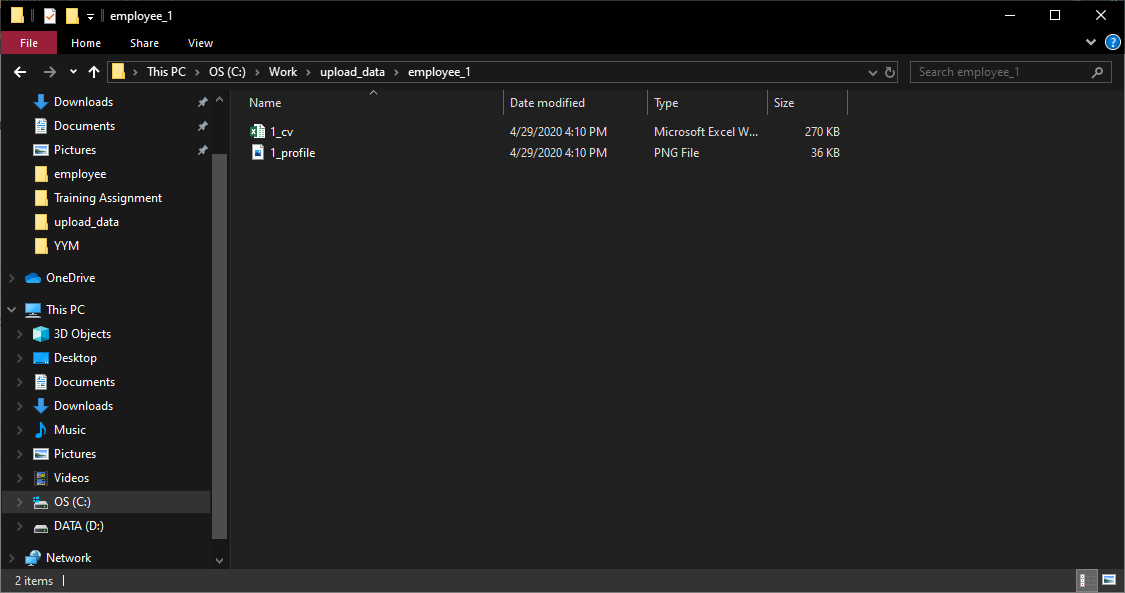 employee_1
File Home Share View
This PC OS (C:) Work upload_data employee_1 Search employee_1
Downloads
Documents
Pictures
employee
Training Assignment
upload_data
YYM
OneDrive
This PC
3D Objects
Desktop
Documents
Downloads
Music
Pictures
Videos
OS (C:)
DATA (D:)
Network
Name Date modified Type Size
1_cv 4/29/2020 4:10 PM Microsoft Excel W... 270 KB
1_profile 4/29/2020 4:10 PM PNG File 36 KB
2 items